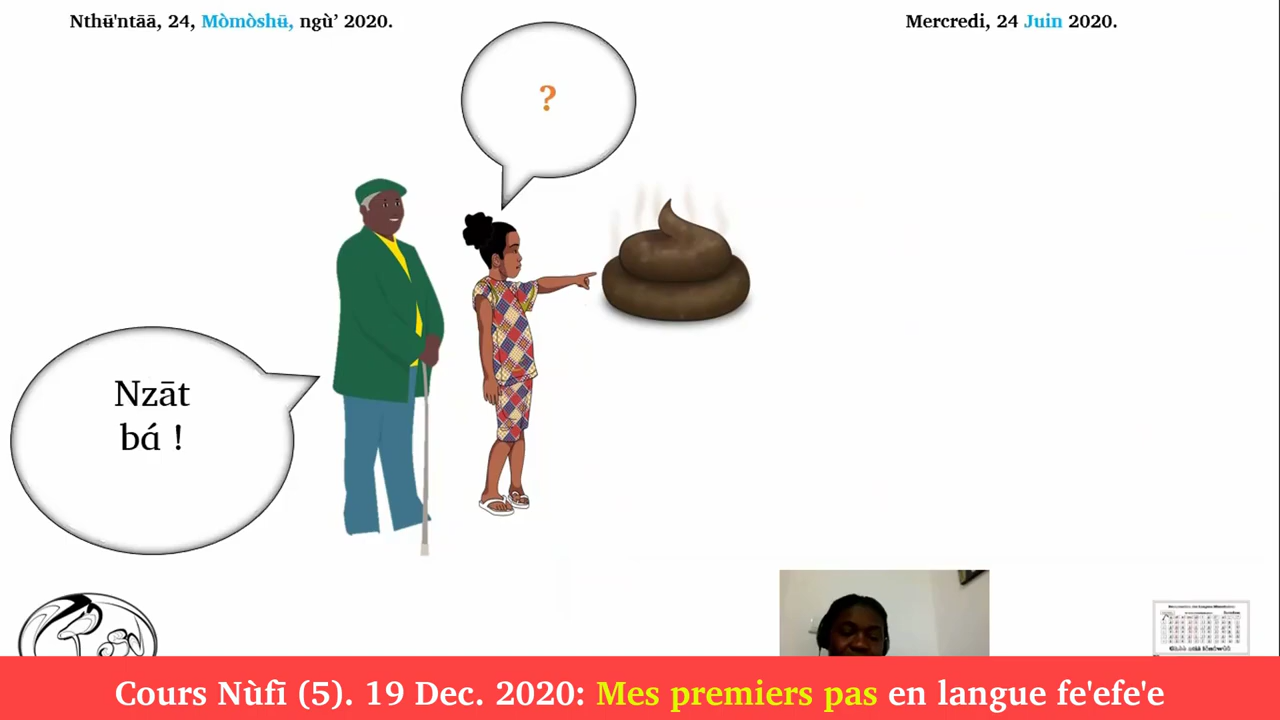 Nthʉ̄'ntāā, 24, Mòmòshʉ̄, ngù’ 2020.
Mercredi, 24 Juin 2020.
?
Nzāt
bá !
Cours Nùfī (5). 19 Dec. 2020: Mes premiers pas en langue fe'efe'e